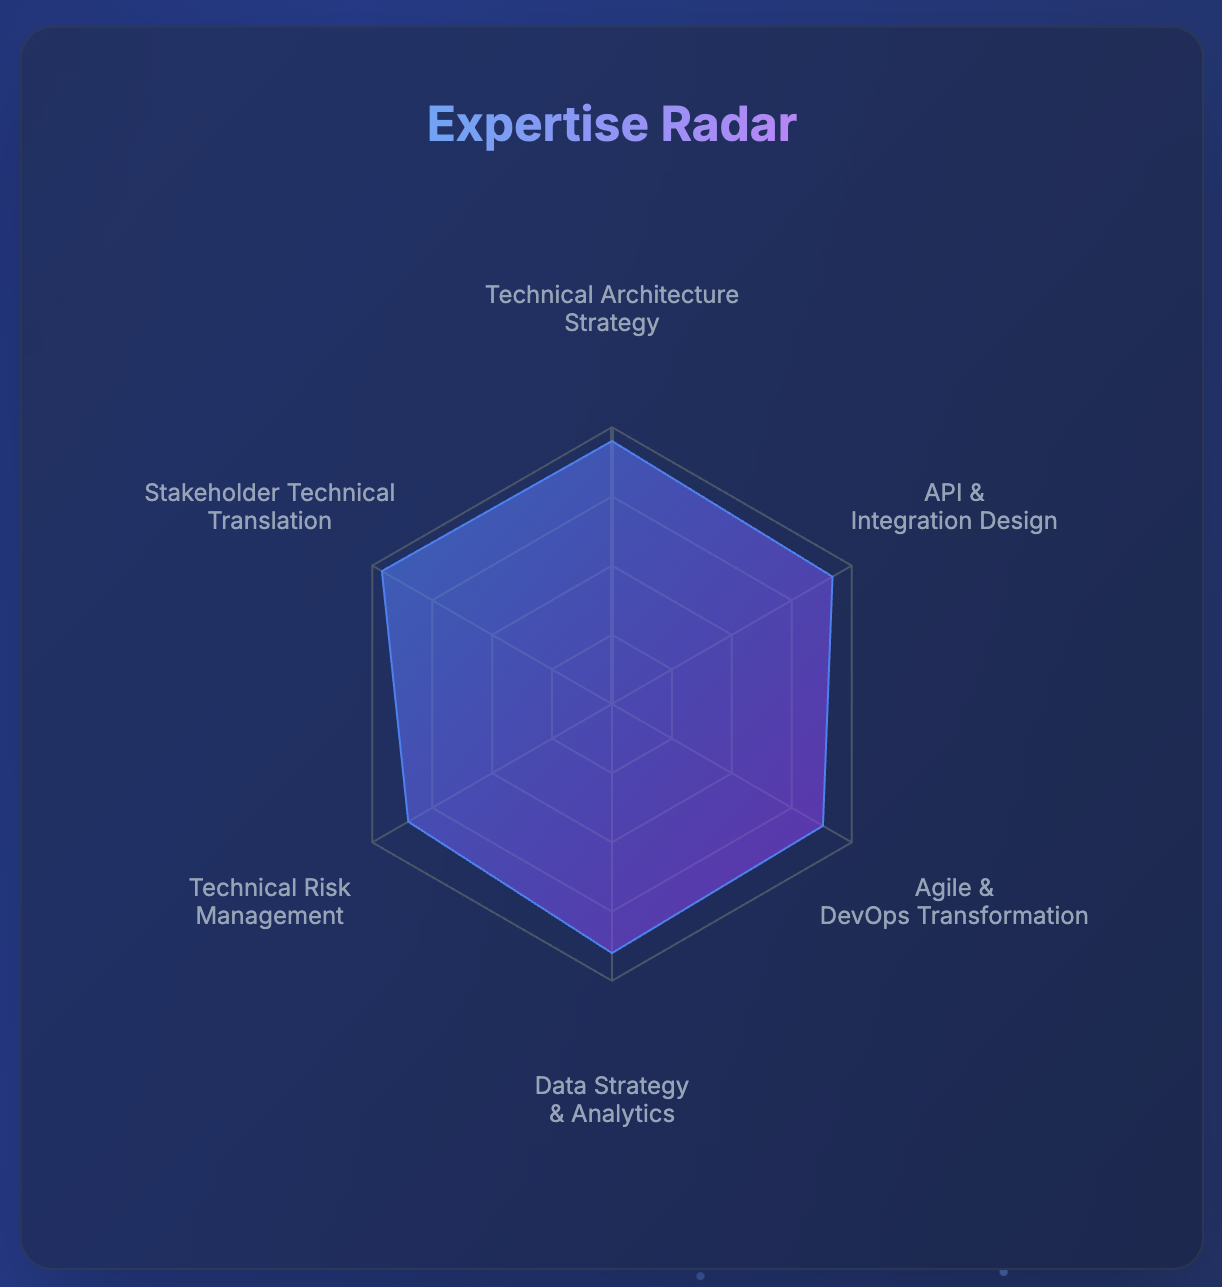 Expertise Radar
Technical Architecture
Strategy
Stakeholder Technical
Translation
API &
Integration Design
Technical Risk
Management
Agile &
DevOps Transformation
Data Strategy
& Analytics